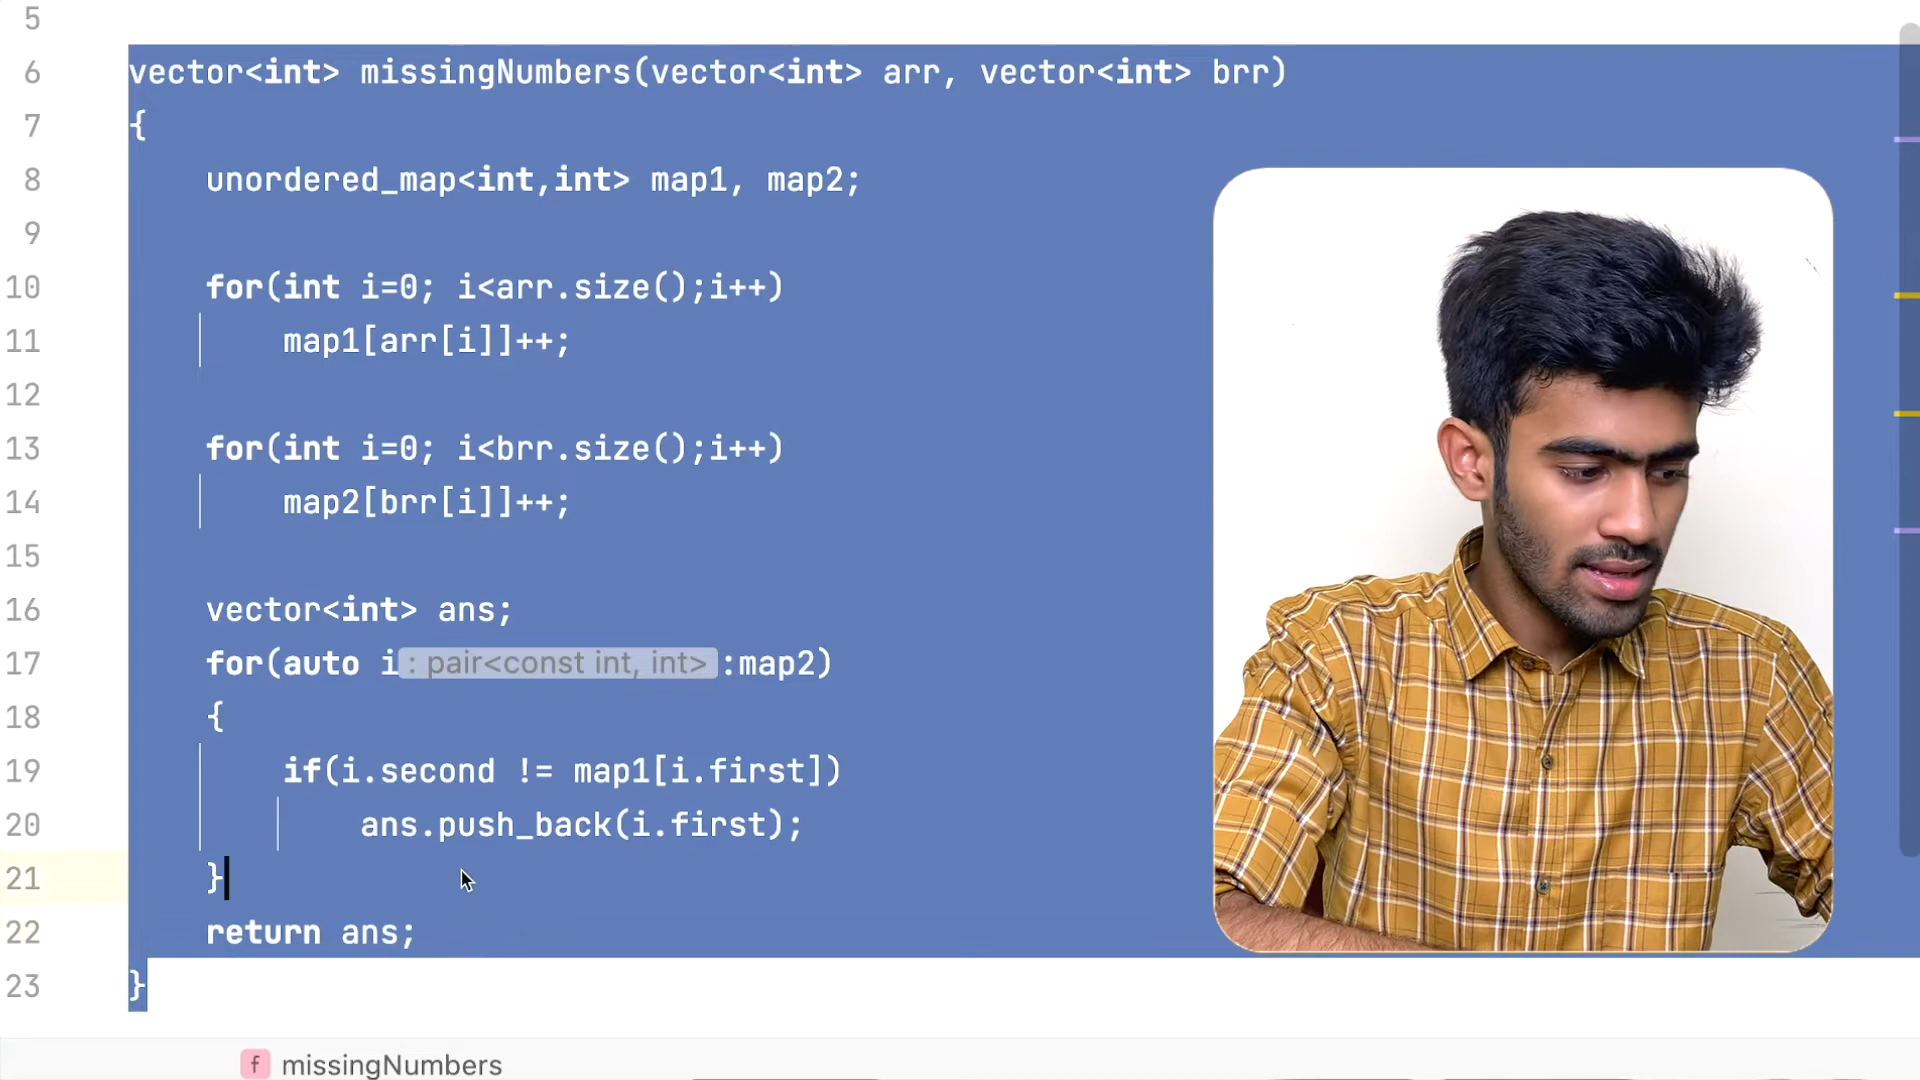 5
6 vector<int> missingNumbers(vector<int> arr, vector<int> brr)
7 {
8 unordered_map<int,int> map1, map2;
9
10 for(int i=0; i<arr.size();i++)
11 map1[arr[i]]++;
12
13 for(int i=0; i<brr.size();i++)
14 map2[brr[i]]++;
15
16 vector<int> ans;
17 for(auto i : pair<const int, int> :map2)
18 {
19 if(i.second != map1[i.first])
20 ans.push_back(i.first);
21 }
22 return ans;
23 }
f missingNumbers